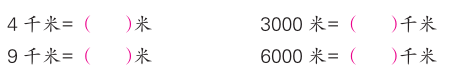 4 千米=（  ）米 3000 米=（  ）千米
9 千米=（  ）米 6000 米=（  ）千米